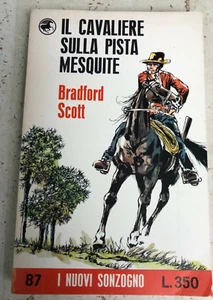 IL CAVALIERE
SULLA PISTA
MESQUITE
Bradford
Scott
87
I NUOVI SONZOGNO
L. 350